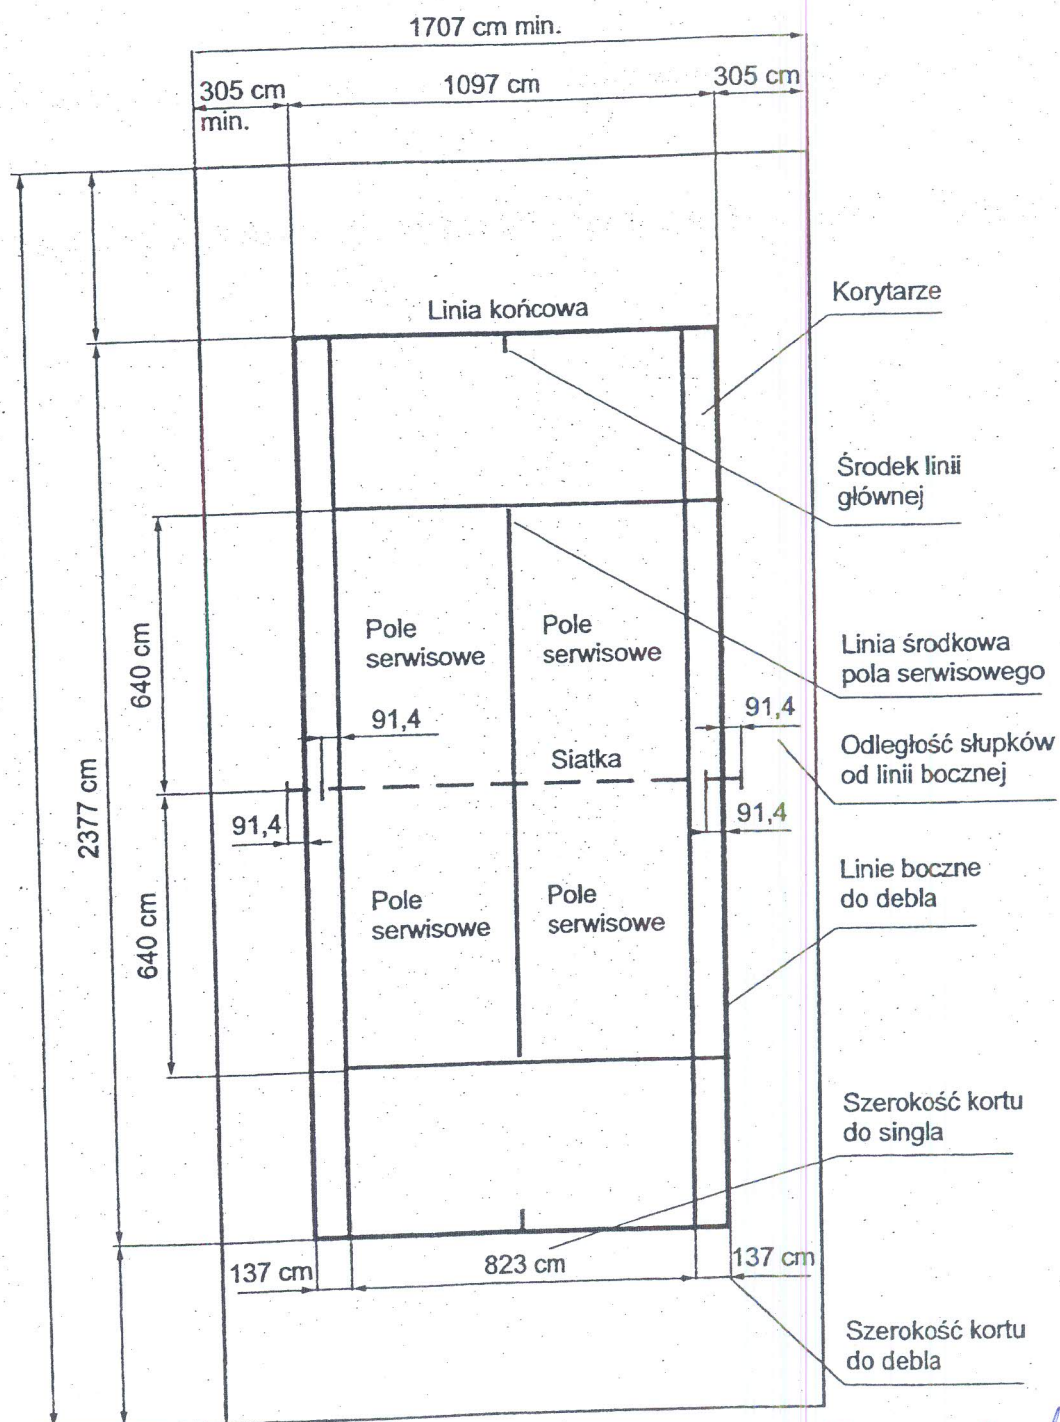 1707 cm min.
305 cm
min.
1097 cm
305 cm
Linia końcowa
Korytarze
Środek linii
głównej
640 cm
Pole
serwisowe
Pole
serwisowe
Linia środkowa
pola serwisowego
91,4
91,4
Siatka
Odległość słupków
od linii bocznej
2377 cm
91,4
91,4
640 cm
Pole
serwisowe
Pole
serwisowe
Linie boczne
do debla
Szerokość kortu
do singla
137 cm
823 cm
137 cm
Szerokość kortu
do debla